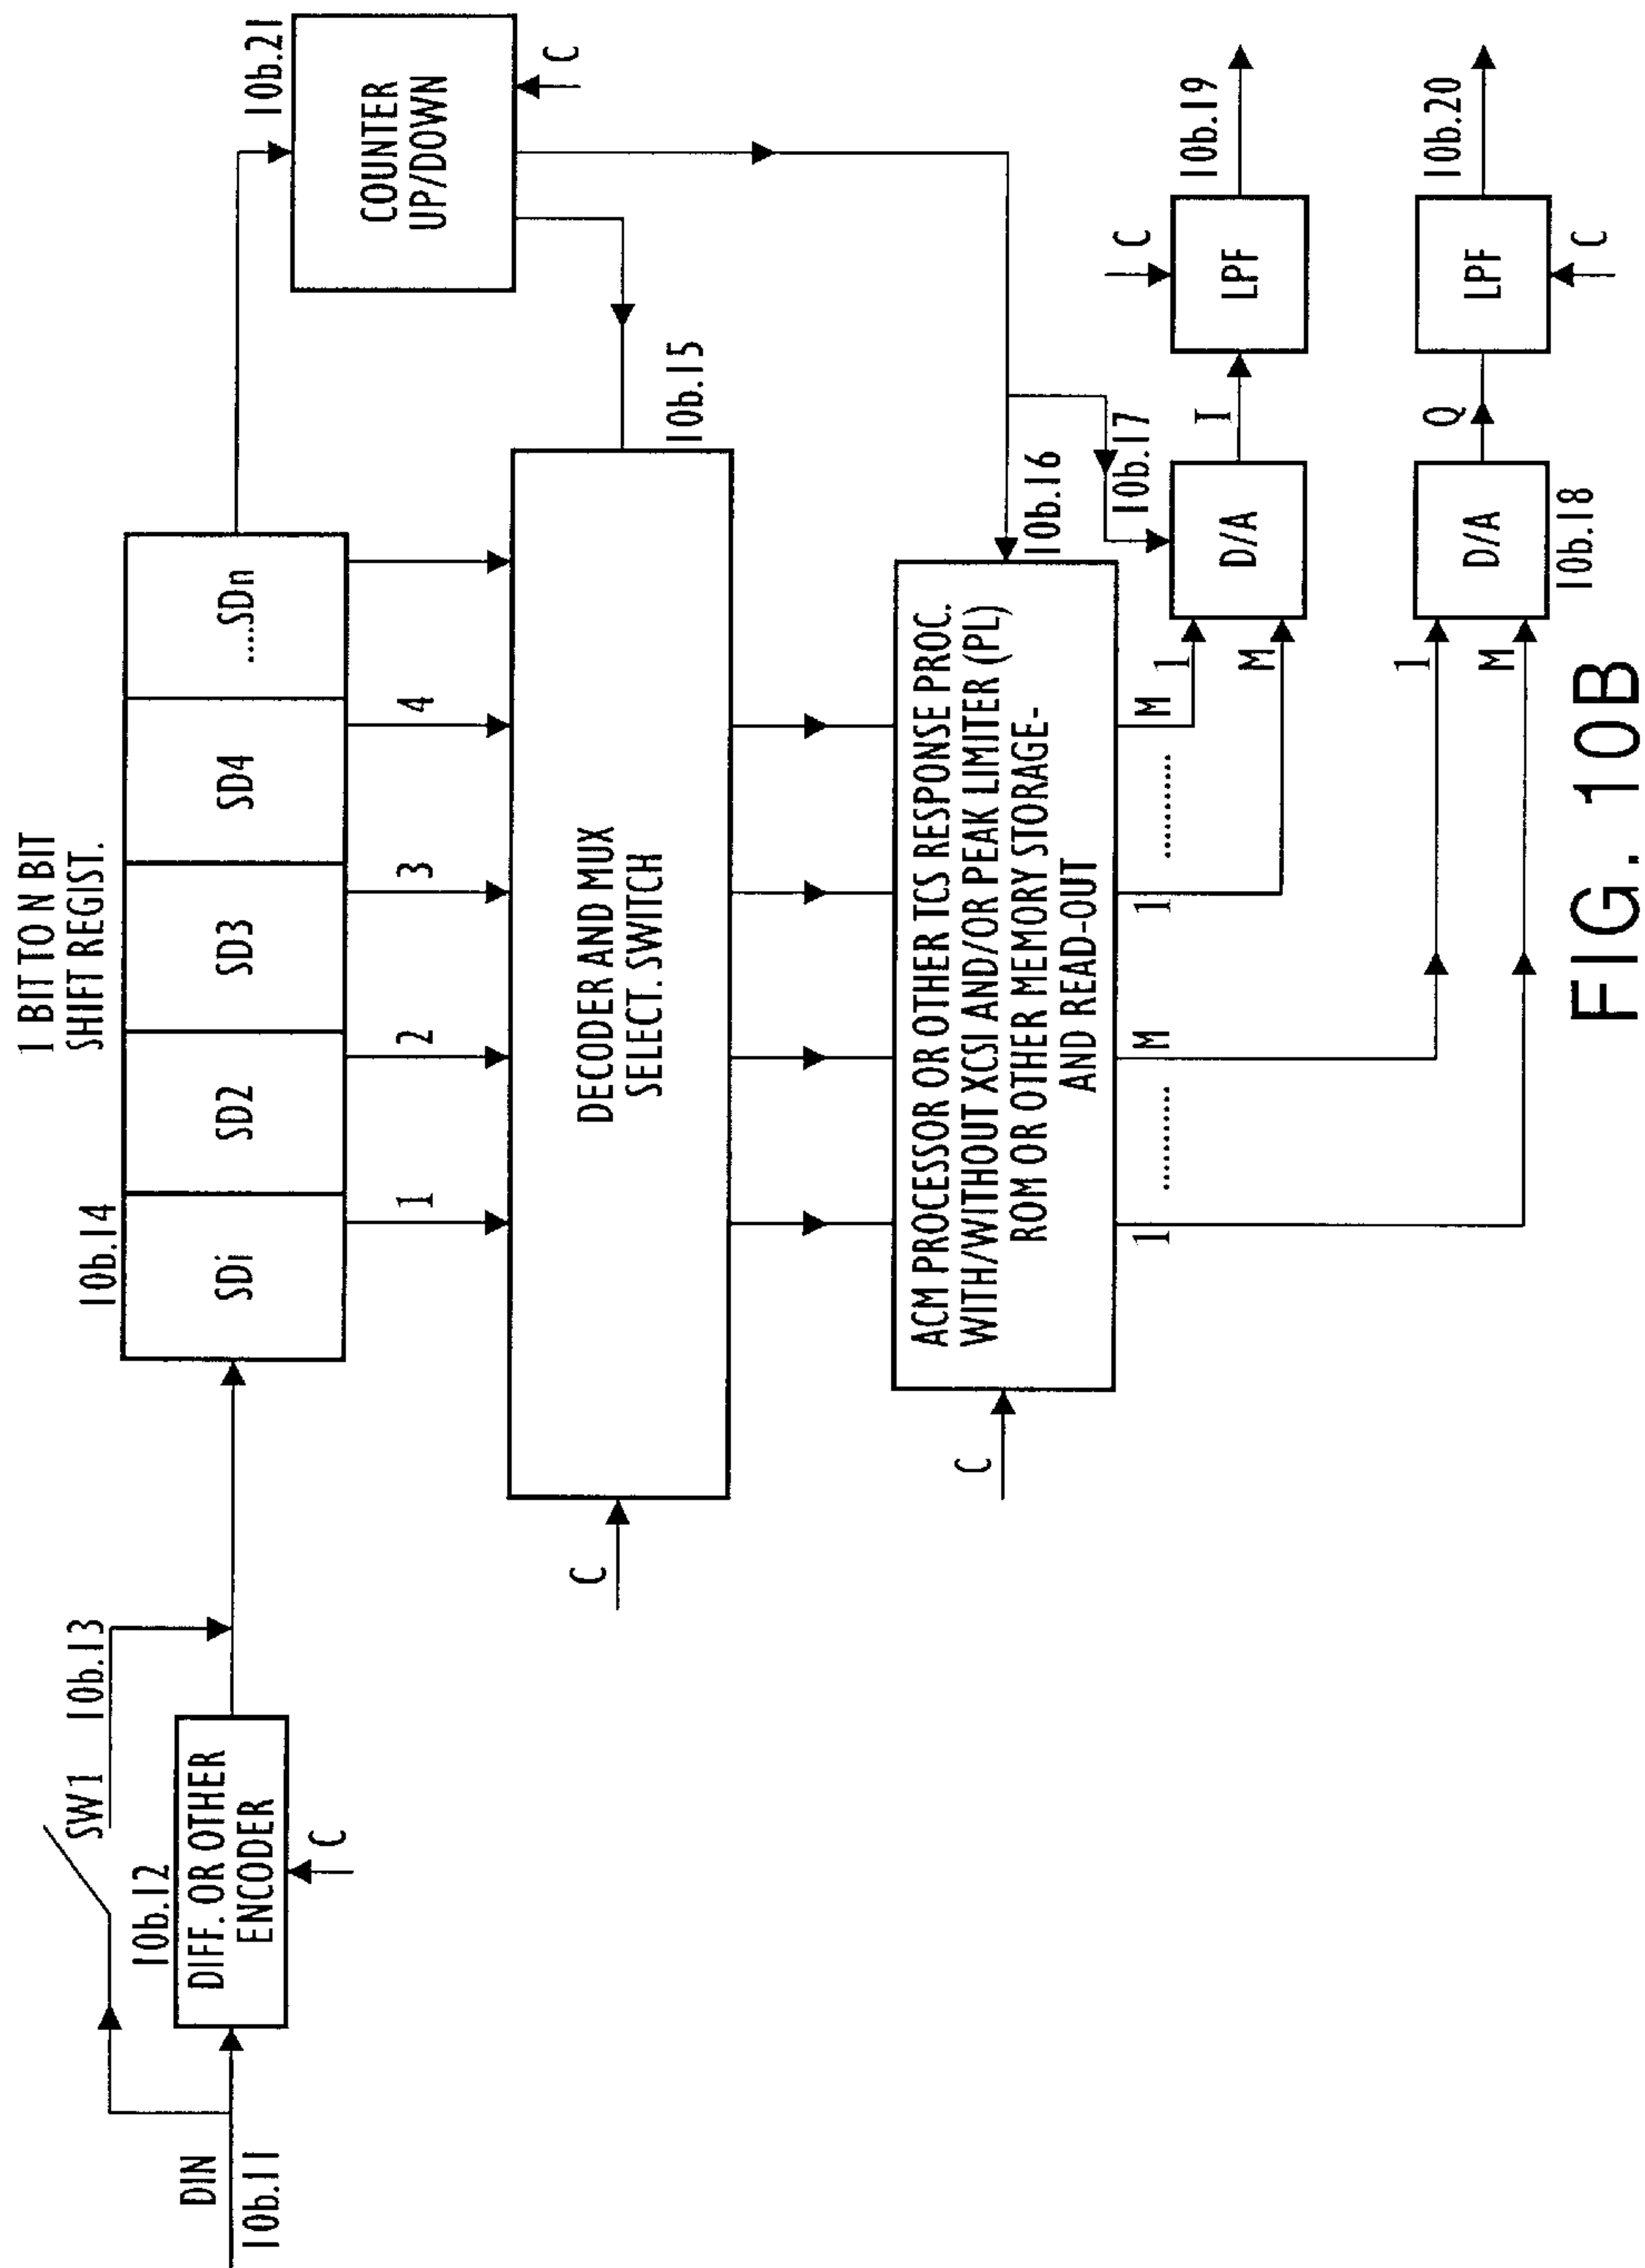 1 BIT TO N BIT
SHIFT REGIST.
10b.14
SDi
SD2
SD3
SD4
.....SDn
10b.21
COUNTER
UP/DOWN
C
SW1 10b.13
10b.12
DIFF. OR OTHER
ENCODER
C
DIN
10b.11
1
2
3
4
10b.15
DECODER AND MUX
SELECT. SWITCH
C
10b.16
ACM PROCESSOR OR OTHER TCS RESPONSE PROC.
WITH/WITHOUT XCSI AND/OR PEAK LIMITER (PL)
ROM OR OTHER MEMORY STORAGE-
AND READ-OUT
C
1
.........
M
1
.........
M
10b.17
1
M
D/A
I
C
LPF
10b.19
1
M
D/A
10b.18
Q
LPF
C
10b.20
FIG. 10B